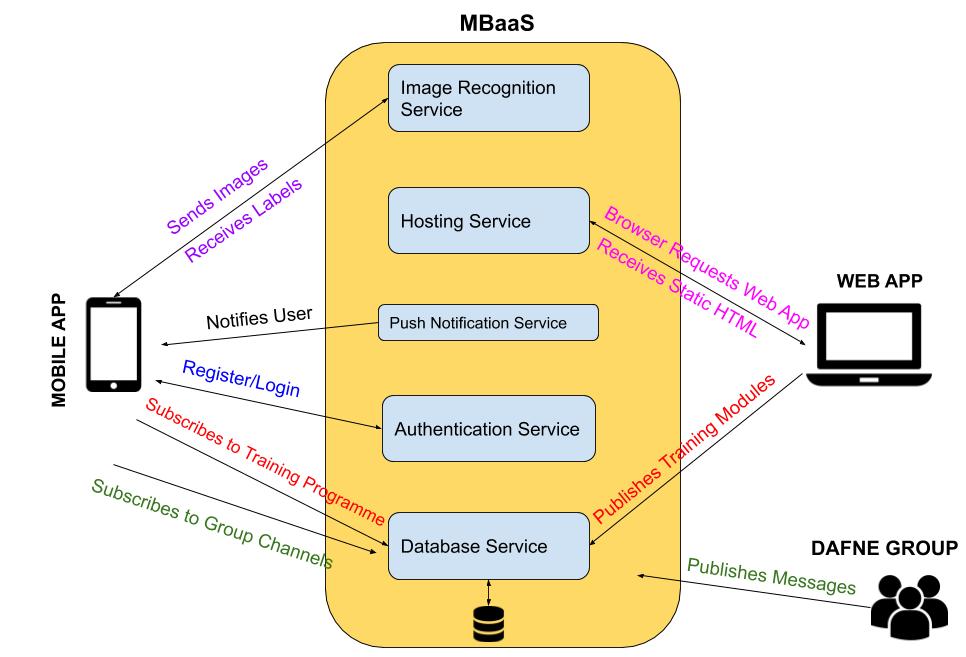 MBaaS
Image Recognition
Service
Sends Images
Receives Labels
Hosting Service
Browser Requests Web App
Receives Static HTML
WEB APP
MOBILE APP
Notifies User
Push Notification Service
Register/Login
Authentication Service
Subscribes to Training Programme
Publishes Training Modules
Subscribes to Group Channels
Database Service
DAFNE GROUP
Publishes Messages